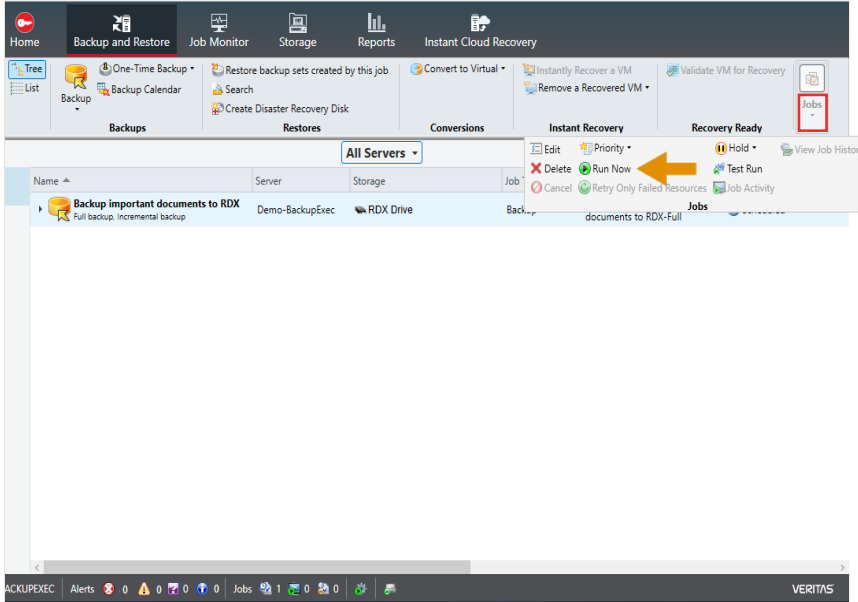 Home Backup and Restore Job Monitor Storage Reports Instant Cloud Recovery
Tree One-Time Backup Restore backup sets created by this job Convert to Virtual Instantly Recover a VM Validate VM for Recovery
List Backup Backup Calendar Search Remove a Recovered VM Jobs
Create Disaster Recovery Disk
Backups Restores Conversions Instant Recovery Recovery Ready
All Servers
Edit Priority Hold View Job Histor
Delete Run Now Test Run
Cancel Retry Only Failed Resources Job Activity
Jobs
Name Server Storage Job
Backup important documents to RDX Demo-BackupExec RDX Drive Backup
Full backup, Incremental backup documents to RDX-Full
ACKUPEXEC Alerts 0 0 0 0 Jobs 1 0 0 VERITAS